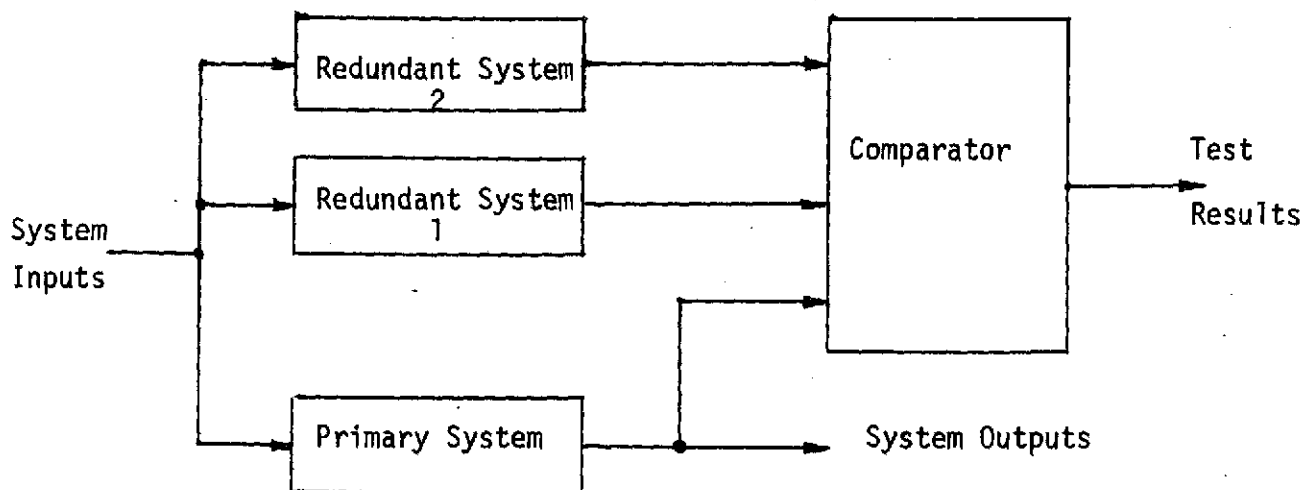 Redundant System
2
Redundant System
1
System
Inputs
Primary System
Comparator
Test
Results
System Outputs